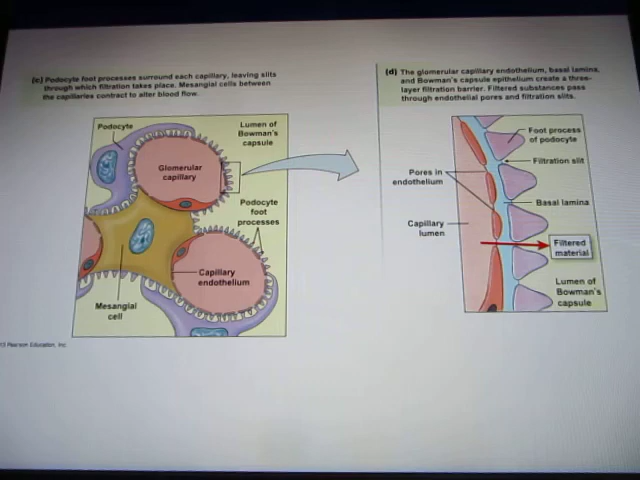 (c) Podocyte foot processes surround each capillary, leaving slits
through which filtration takes place. Mesangial cells between
the capillaries contract to alter blood flow.
Podocyte
Lumen of
Bowman's
capsule
Glomerular
capillary
Podocyte
foot
processes
Capillary
endothelium
Mesangial
cell
(d) The glomerular capillary endothelium, basal lamina,
and Bowman's capsule epithelium create a three-
layer filtration barrier. Filtered substances pass
through endothelial pores and filtration slits.
Foot process
of podocyte
Filtration slit
Pores in
endothelium
Basal lamina
Capillary
lumen
Filtered
material
Lumen of
Bowman's
capsule
Pearson Education, Inc.